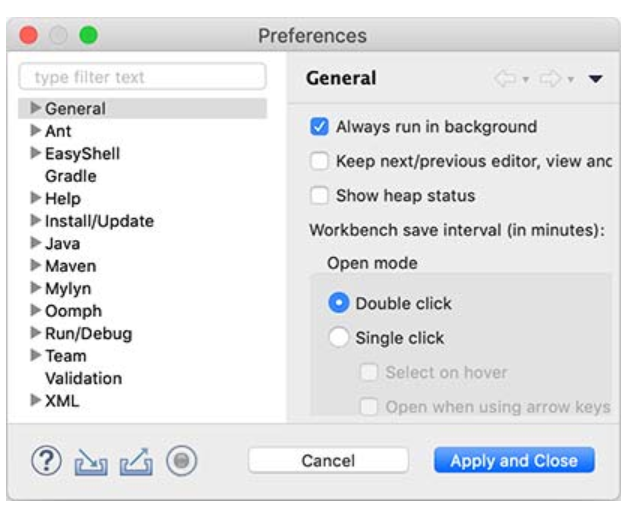 Preferences
type filter text
General
Ant
EasyShell
Gradle
Help
Install/Update
Java
Maven
Mylyn
Oomph
Run/Debug
Team
Validation
XML
General
Always run in background
Keep next/previous editor, view and
Show heap status
Workbench save interval (in minutes):
Open mode
Double click
Single click
Select on hover
Open when using arrow keys
?
Cancel
Apply and Close